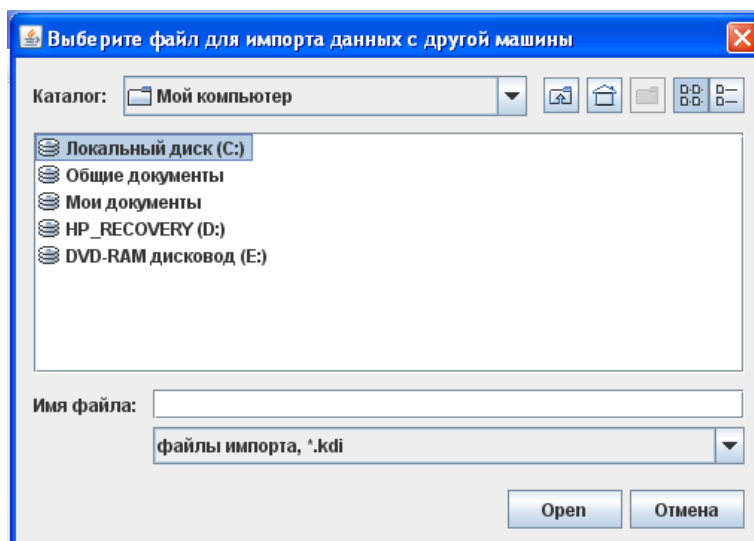 Выберите файл для импорта данных с другой машины
Каталог: Мой компьютер
Локальный диск (C:)
Общие документы
Мои документы
HP_RECOVERY (D:)
DVD-RAM дисковод (E:)
Имя файла:
файлы импорта, *.kdi
Open Отмена